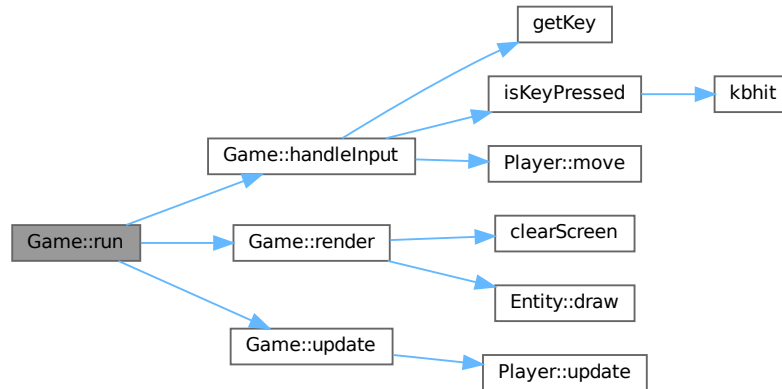 getKey
isKeyPressed
kbhit
Game::handleInput
Player::move
Game::run
Game::render
clearScreen
Entity::draw
Game::update
Player::update